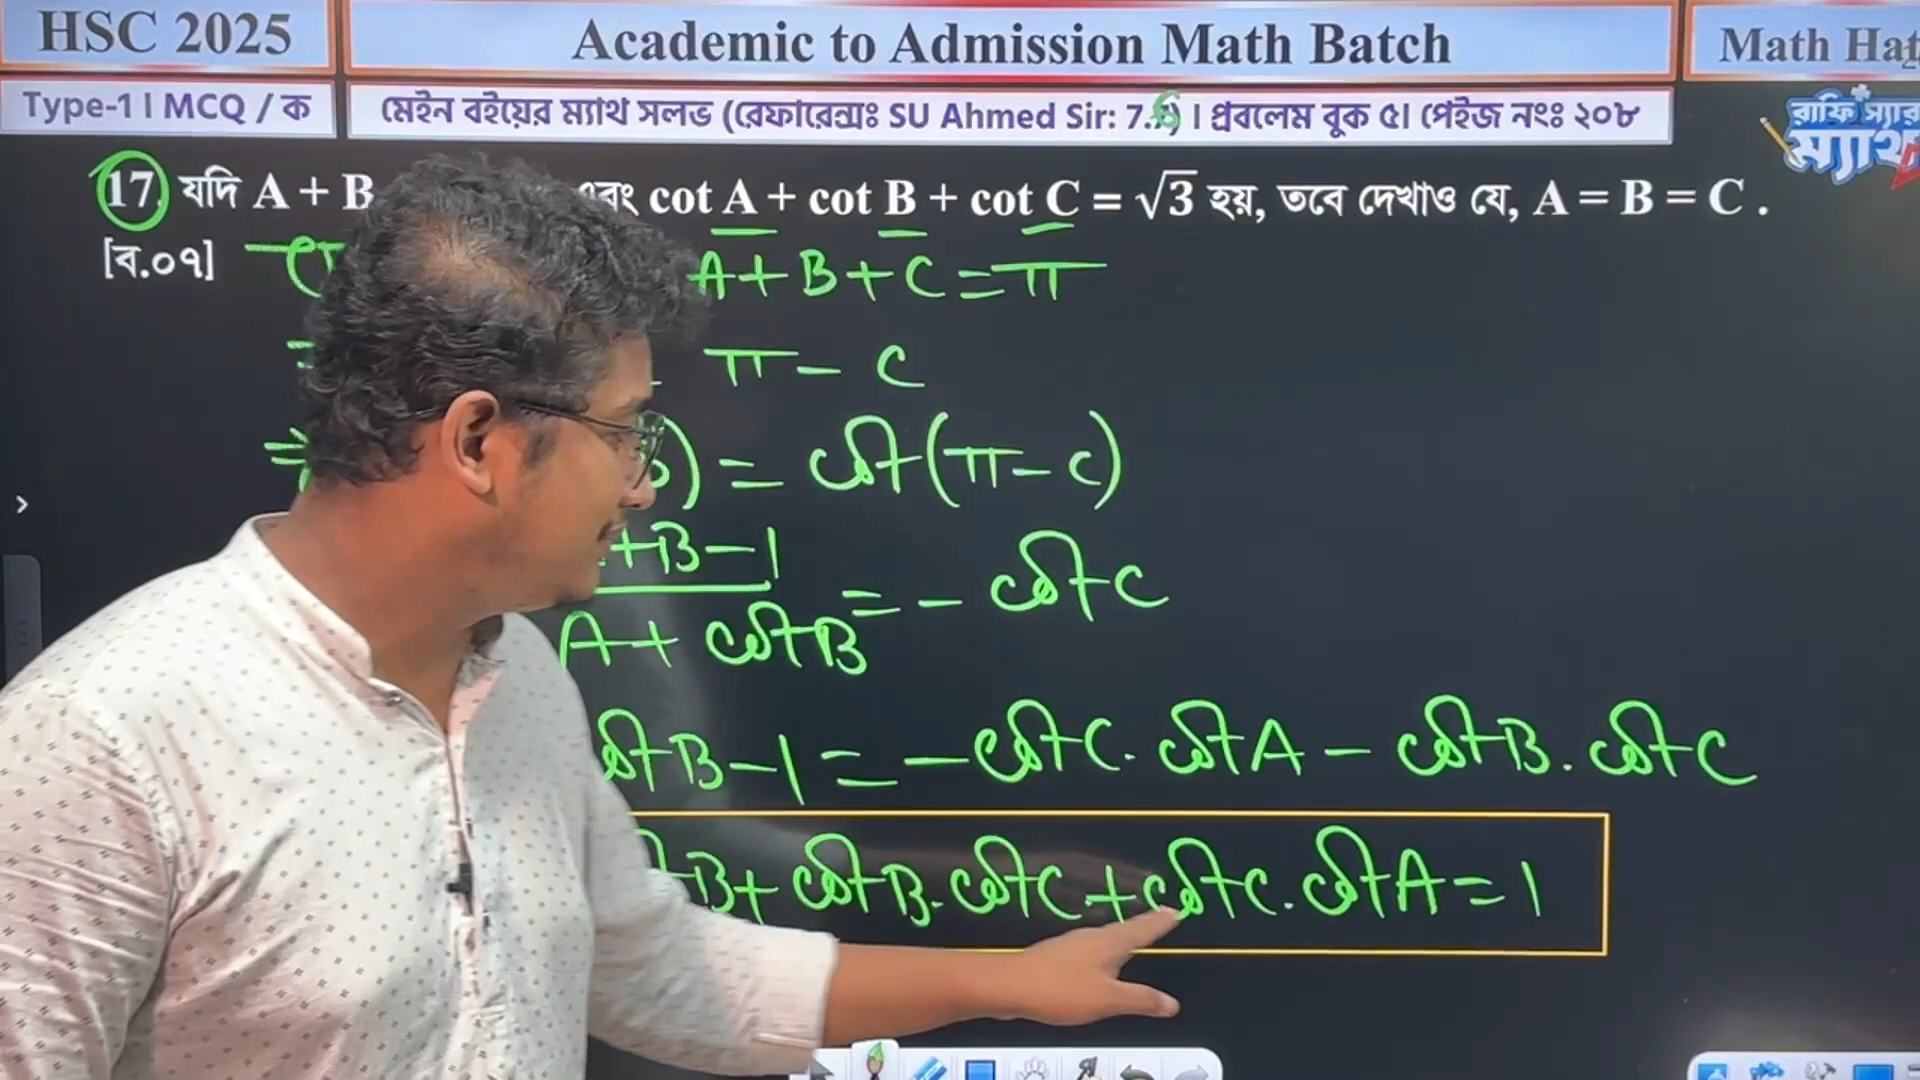 HSC 2025
Academic to Admission Math Batch
Math Hat
Type-1 | MCQ / ক
মেইন বইয়ের ম্যাথ সলভ (রেফারেন্সঃ SU Ahmed Sir: 7.6) | প্রবলেম বুক ৫। পেইজ নংঃ ২০৮
রাফি স্যার
ম্যাথ
17. যদি A + B
cot A + cot B + cot C = √3 হয়, তবে দেখাও যে, A = B = C .
[ব.০৭]
A + B + C = π
π - C
) = cot (π - C)
B - 1
= - cot C
A + cot B
cot B - 1 = - cot C . cot A - cot B . cot C
B + cot B . cot C + cot C . cot A = 1